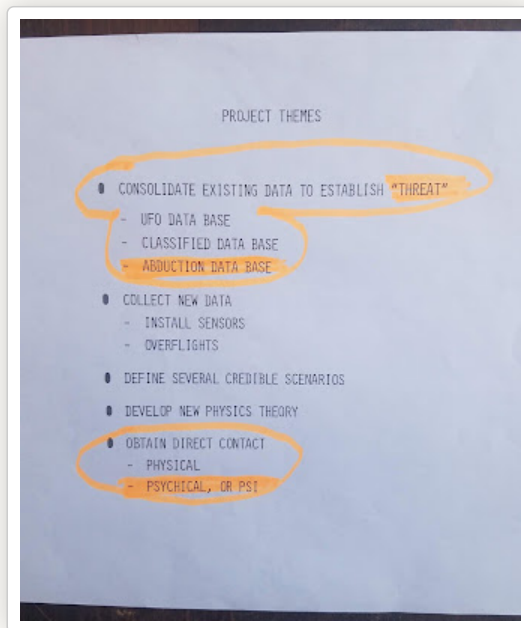 PROJECT THEMES
• CONSOLIDATE EXISTING DATA TO ESTABLISH "THREAT"
- UFO DATA BASE
- CLASSIFIED DATA BASE
- ABDUCTION DATA BASE
• COLLECT NEW DATA
- INSTALL SENSORS
- OVERFLIGHTS
• DEFINE SEVERAL CREDIBLE SCENARIOS
• DEVELOP NEW PHYSICS THEORY
• OBTAIN DIRECT CONTACT
- PHYSICAL
- PSYCHICAL, OR PSI